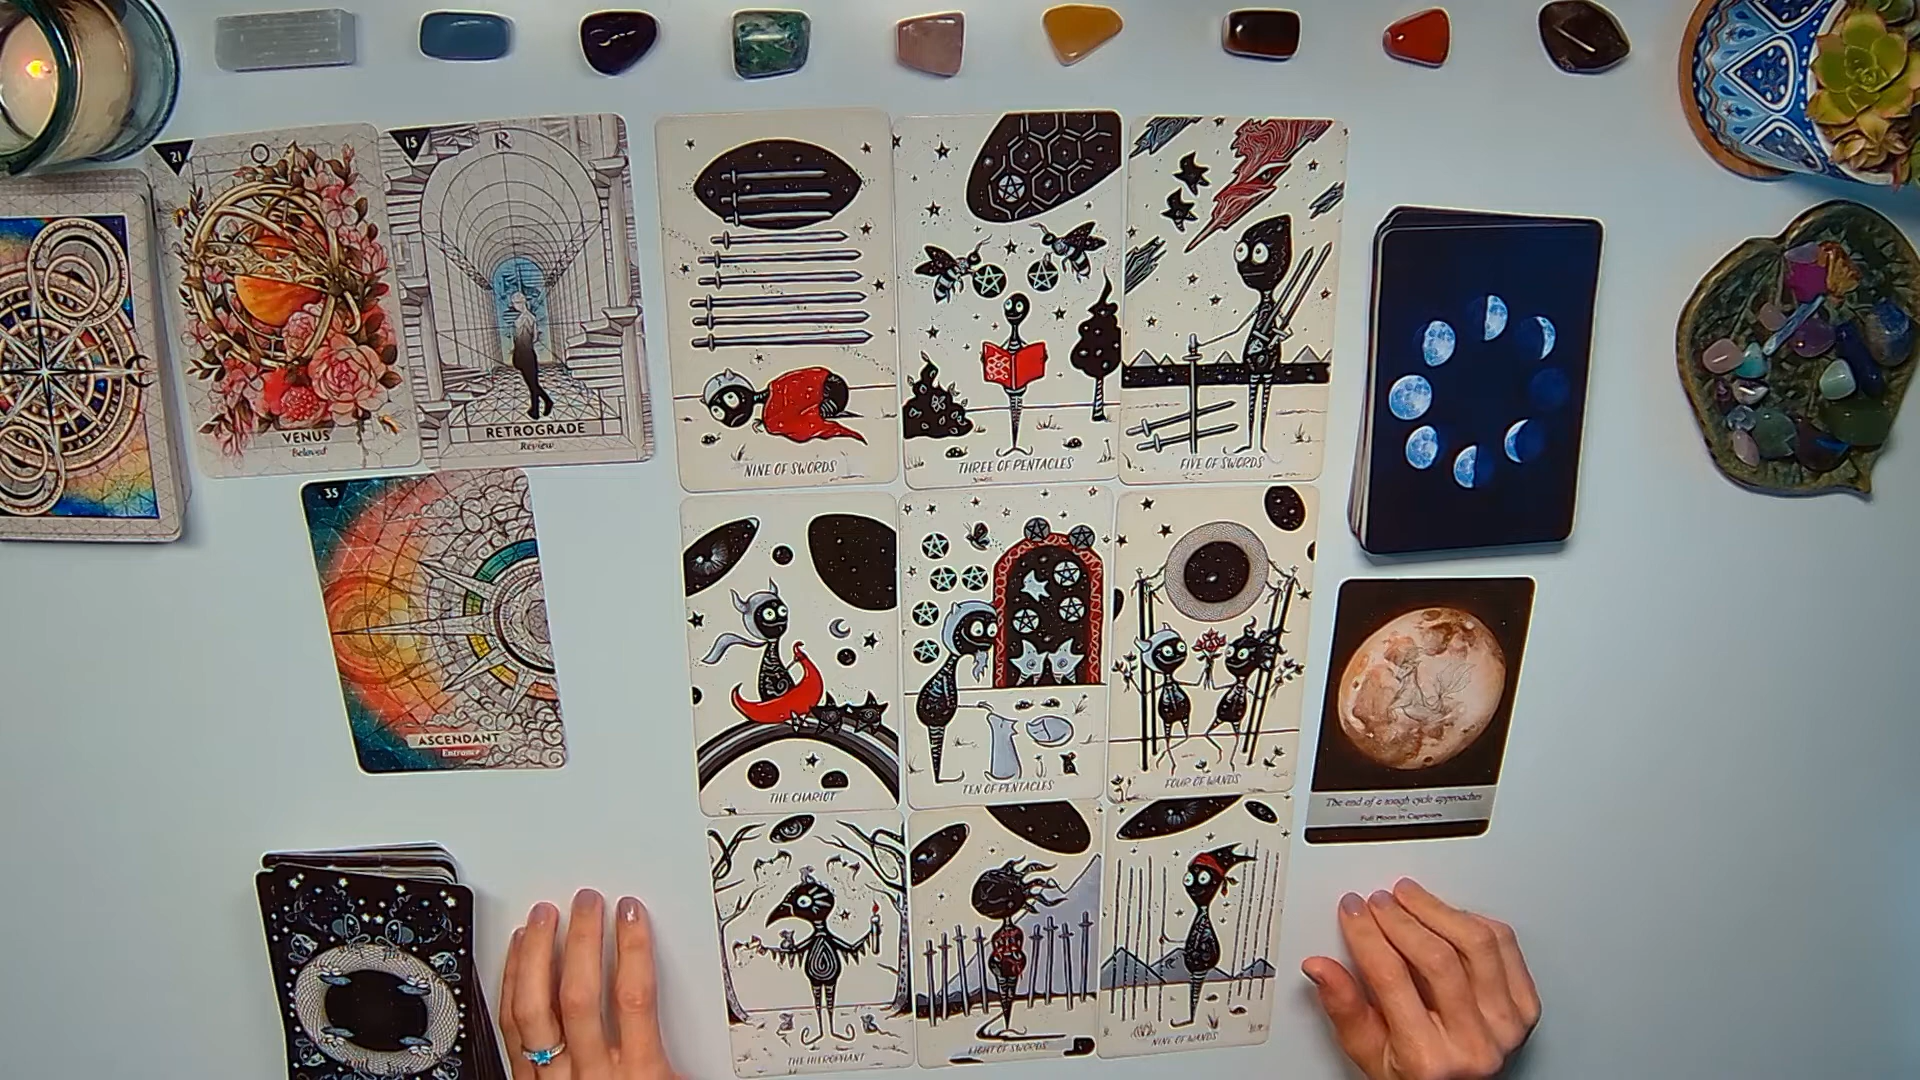 21
VENUS
Beloved
15
R
RETROGRADE
Review
NINE OF SWORDS
THREE OF PENTACLES
FIVE OF SWORDS
35
ASCENDANT
Entrance
THE CHARIOT
TEN OF PENTACLES
FOUR OF WANDS
The end of a tough cycle approaches
Full Moon in Capricorn
THE HIEROPHANT
LIGHT OF SWORDS
NINE OF WANDS